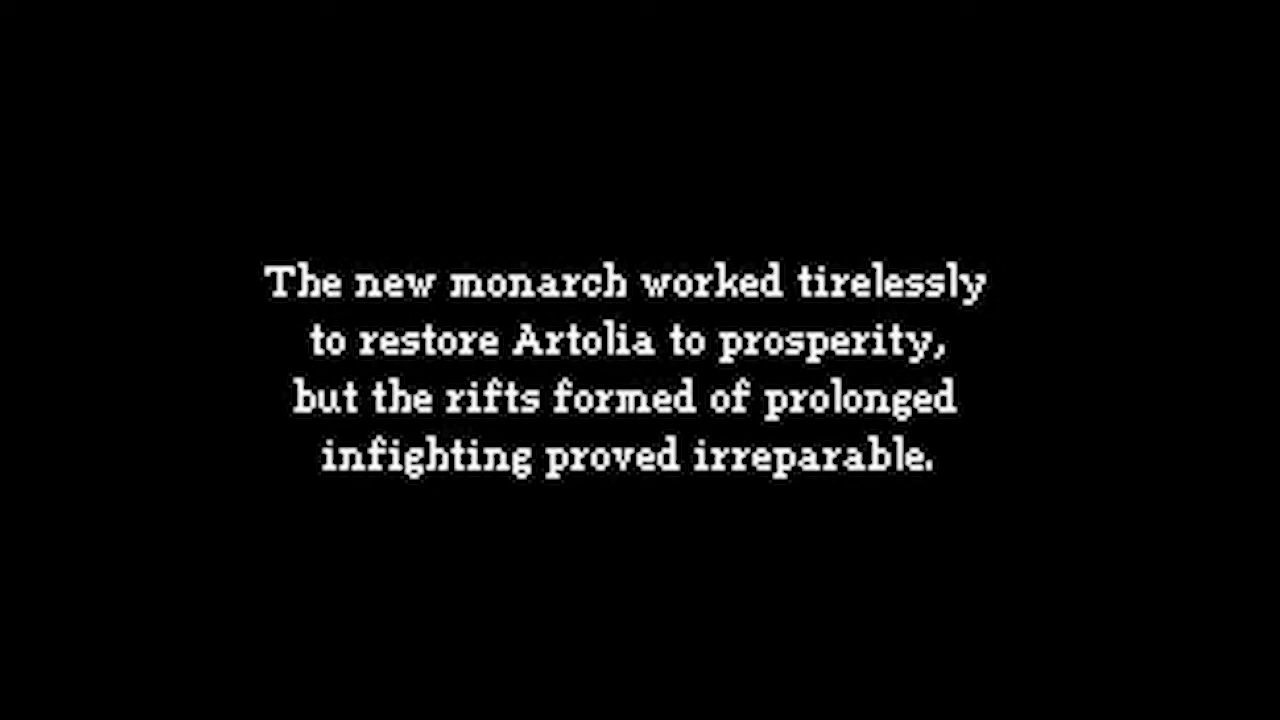 The new monarch worked tirelessly
to restore Artolia to prosperity,
but the rifts formed of prolonged
infighting proved irreparable.